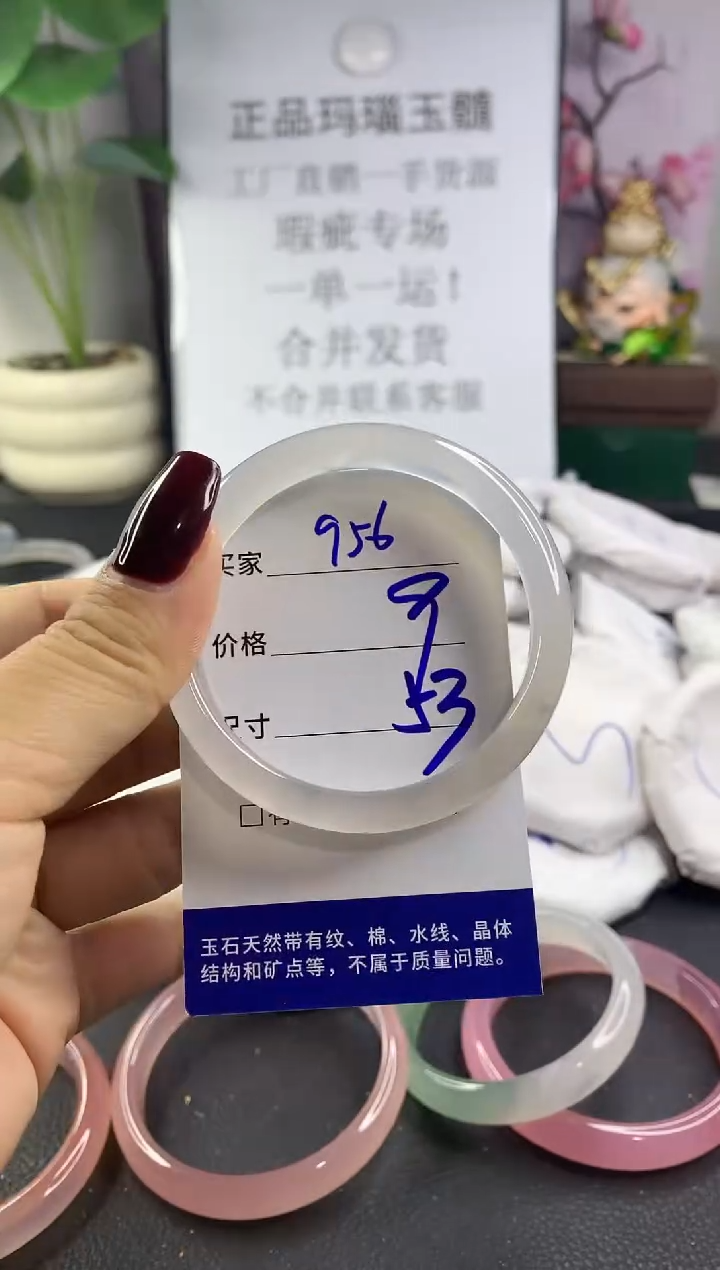 正品玛瑙玉髓
工厂直销一手货源
瑕疵专场
一单一运！
合并发货
不合并联系客服
买家 956
价格 9
尺寸 53
□有
玉石天然带有纹、棉、水线、晶体
结构和矿点等，不属于质量问题。